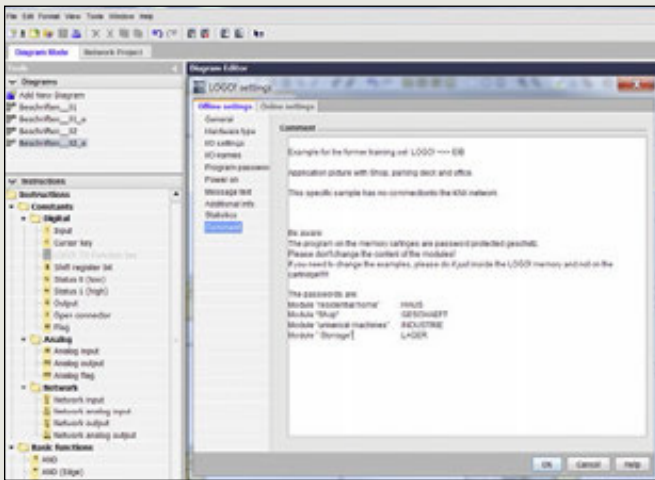 File Edit Format View Tools Window Help
Diagram Mode Network Project
Tools
Diagram Editor
Diagrams
Add New Diagram
Instructions
Instructions
Constants
Digital
Input
Cursor key
Shift register bit
Status 0 (low)
Status 1 (high)
Output
Open connector
Flag
Analog
Analog input
Analog output
Analog flag
Network
Network input
Network analog input
Network output
Network analog output
Basic functions
AND
AND (Edge)
LOGO! settings
Offline settings Online settings
General
Hardware type
I/O settings
I/O names
Program password
Power on
Message text
Additional info
Statistics
Comment
Comment
Example for the former training set LOGO! EIB
Application picture with Shop, parking deck and office.
This specific sample has no connection to the KNX network.
Be aware:
The program on the memory cartriges are password protected
Please don't change the content of the modules!
If you need to change the examples, please do it just inside the LOGO! memory and not on the
cartridge!!!
The passwords are:
Module "residential home" HAUS
Module "Shop" GESCHAEFT
Module machines" INDUSTRIE
Module "Storage" LAGER
OK Cancel Help